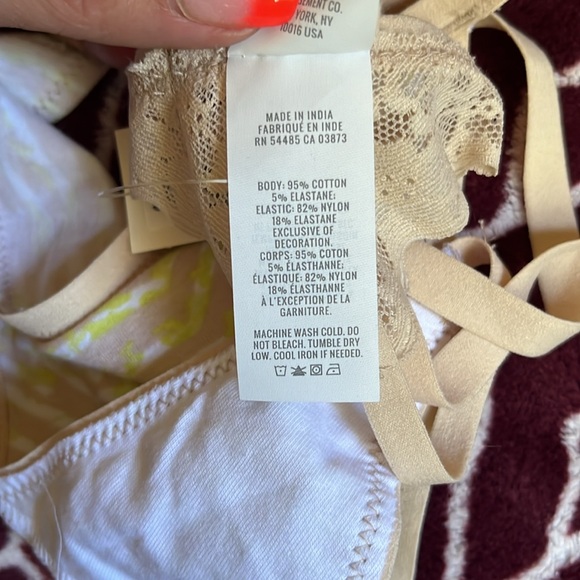 EMENT CO.
YORK, NY
10016 USA
MADE IN INDIA
FABRIQUÉ EN INDE
RN 54485 CA 03873
BODY: 95% COTTON
5% ELASTANE;
ELASTIC: 82% NYLON
18% ELASTANE
EXCLUSIVE OF
DECORATION.
CORPS: 95% COTON
5% ÉLASTHANNE;
ÉLASTIQUE: 82% NYLON
18% ÉLASTHANNE
À L'EXCEPTION DE LA
GARNITURE.
MACHINE WASH COLD. DO
NOT BLEACH. TUMBLE DRY
LOW. COOL IRON IF NEEDED.